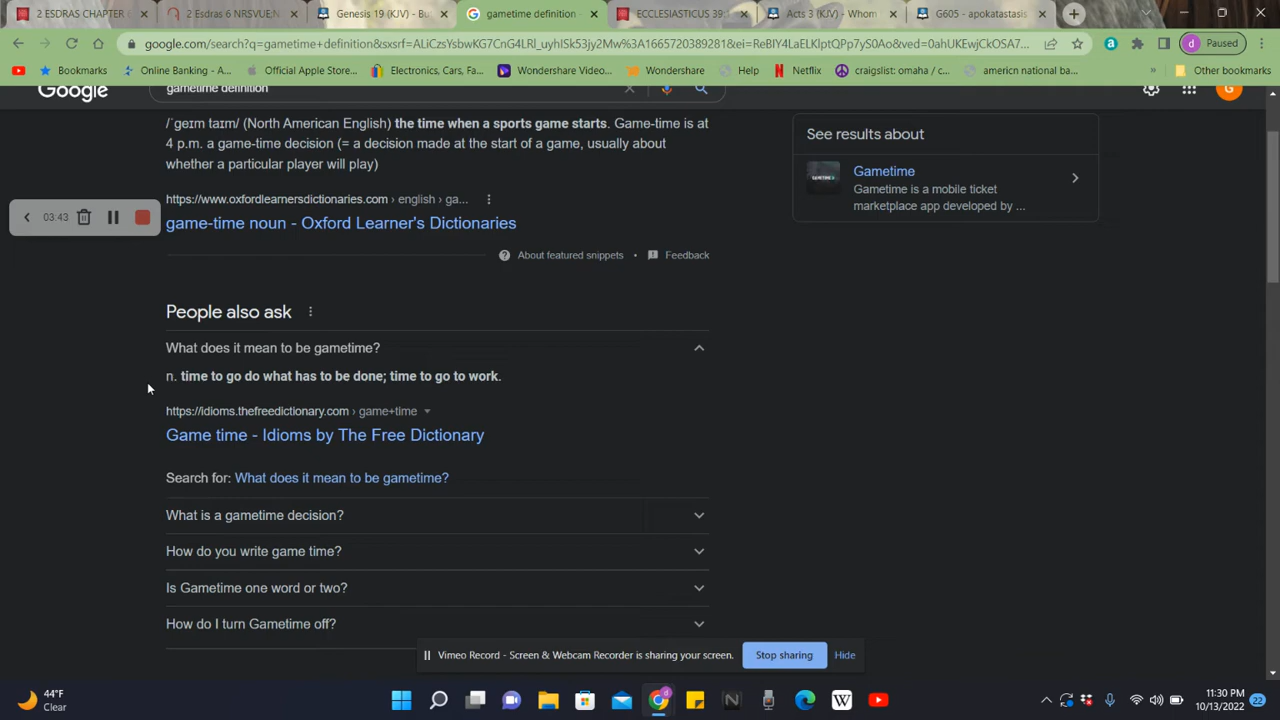 2 ESDRAS CHAPTER 6
2 Esdras 6 NRSVUE;NI
Genesis 19 (KJV) - Bu
gametime definition -
ECCLESIASTICUS 39:1
Acts 3 (KJV) - Whom
G605 - apokatastasis
google.com/search?q=gametime+definition&sxsrf=ALiCzsYsbwKG7CnG4LRl_uyhISk53jy2Mw%3A1665720389281&ei=ReBIY4LaELKlptQPp7yS0Ao&ved=0ahUKEwjCkOSA7...
Paused
Bookmarks
Online Banking - A...
Official Apple Store...
Electronics, Cars, Fa...
Wondershare Video...
Wondershare
Help
Netflix
craigslist: omaha / c...
americn national ba...
»
Other bookmarks
Google
gametime definition
G
/ˈɡeɪm taɪm/ (North American English) the time when a sports game starts. Game-time is at
4 p.m. a game-time decision (= a decision made at the start of a game, usually about
whether a particular player will play)
See results about
GAMETIME
Gametime
Gametime is a mobile ticket
marketplace app developed by ...
03:43
https://www.oxfordlearnersdictionaries.com › english › ga...
game-time noun - Oxford Learner's Dictionaries
About featured snippets • Feedback
People also ask
What does it mean to be gametime?
n. time to go do what has to be done; time to go to work.
https://idioms.thefreedictionary.com › game+time
Game time - Idioms by The Free Dictionary
Search for: What does it mean to be gametime?
What is a gametime decision?
How do you write game time?
Is Gametime one word or two?
How do I turn Gametime off?
Vimeo Record - Screen & Webcam Recorder is sharing your screen.
Stop sharing
Hide
44°F
Clear
N
W
11:30 PM
10/13/2022
22